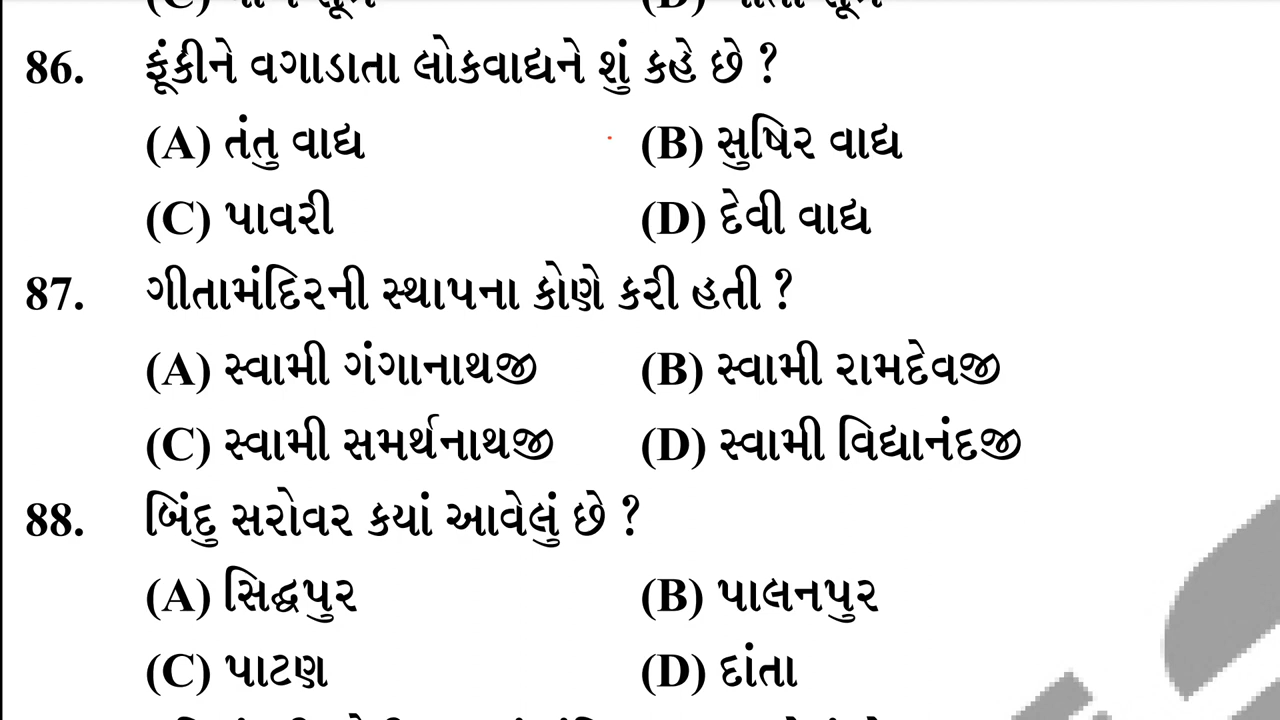 86. ફૂંકીને વગાડાતા લોકવાદ્યને શું કહે છે ?
(A) તંતુ વાદ્ય (B) સુષિર વાદ્ય
(C) પાવરી (D) દેવી વાદ્ય
87. ગીતામંદિરની સ્થાપના કોણે કરી હતી ?
(A) સ્વામી ગંગાનાથજી (B) સ્વામી રામદેવજી
(C) સ્વામી સમર્થનાથજી (D) સ્વામી વિદ્યાનંદજી
88. બિંદુ સરોવર કયાં આવેલું છે ?
(A) સિદ્ધપુર (B) પાલનપુર
(C) પાટણ (D) દાંતા